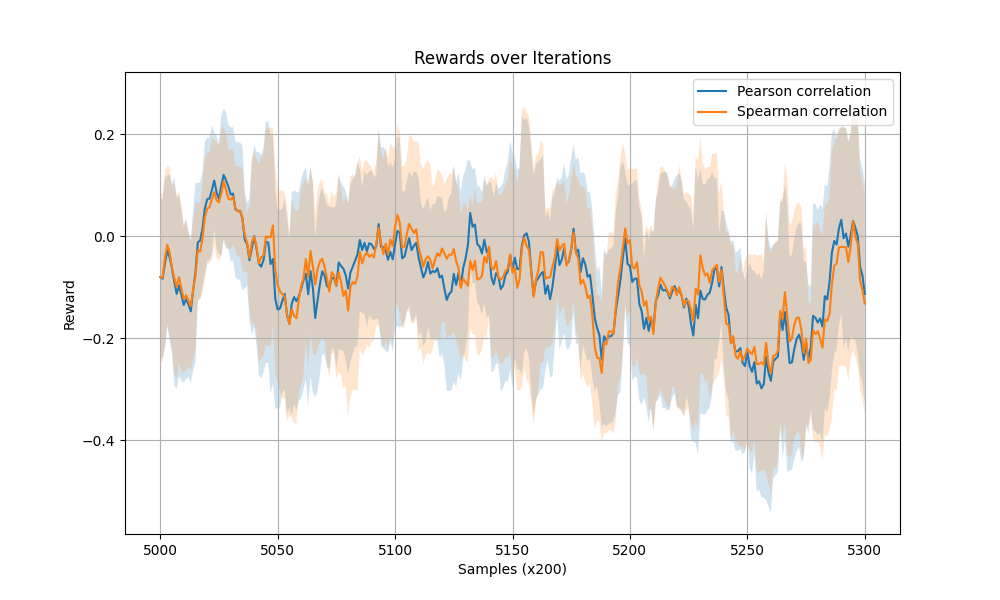 Rewards over Iterations
Pearson correlation
Spearman correlation
Reward
0.2
0.0
−0.2
−0.4
5000 5050 5100 5150 5200 5250 5300
Samples (x200)